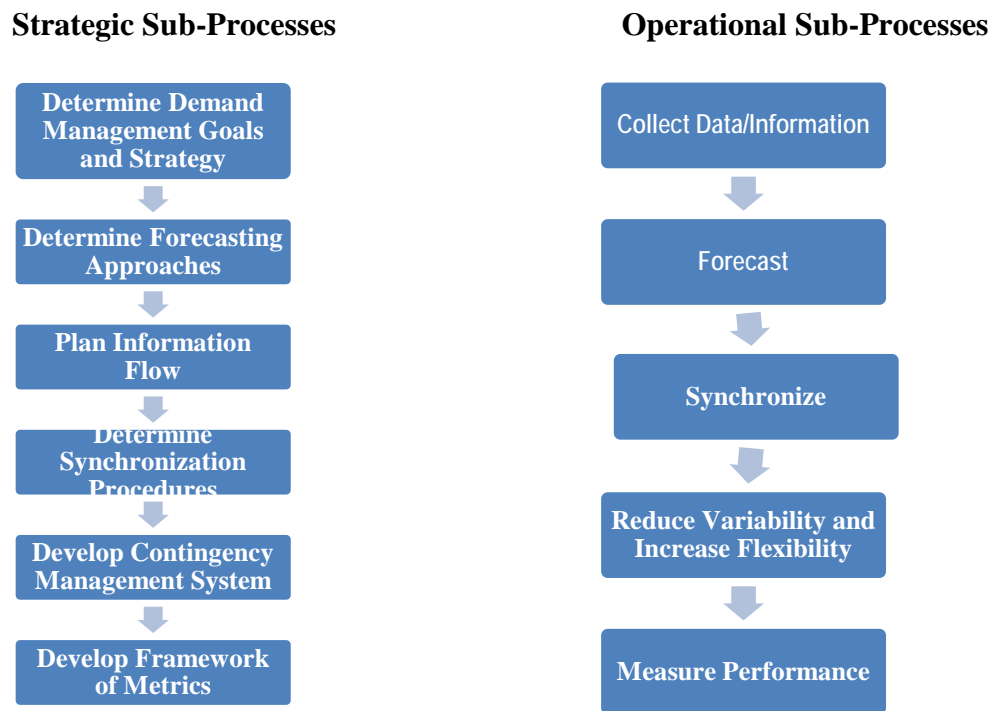 Strategic Sub-Processes
Determine Demand
Management Goals
and Strategy
Determine Forecasting
Approaches
Plan Information
Flow
Determine
Synchronization
Procedures
Develop Contingency
Management System
Develop Framework
of Metrics
Operational Sub-Processes
Collect Data/Information
Forecast
Synchronize
Reduce Variability and
Increase Flexibility
Measure Performance